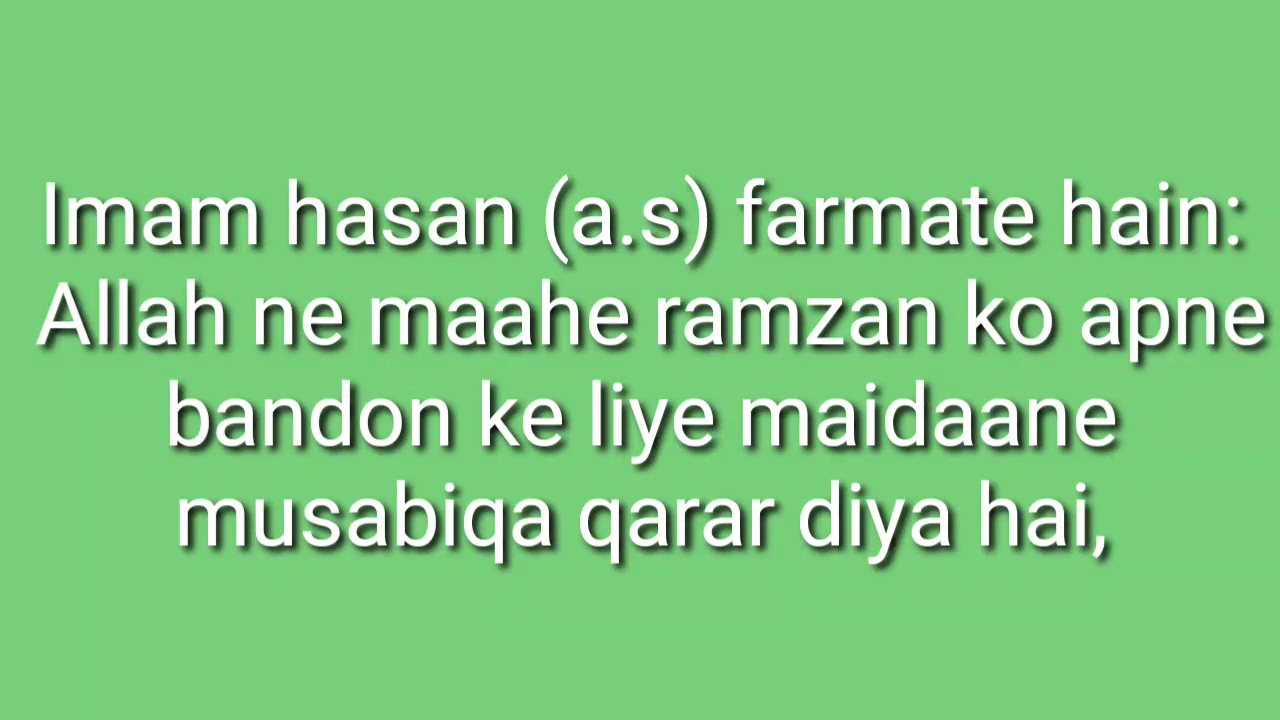 Imam hasan (a.s) farmate hain:
Allah ne maahe ramzan ko apne
bandon ke liye maidaane
musabiqa qarar diya hai,